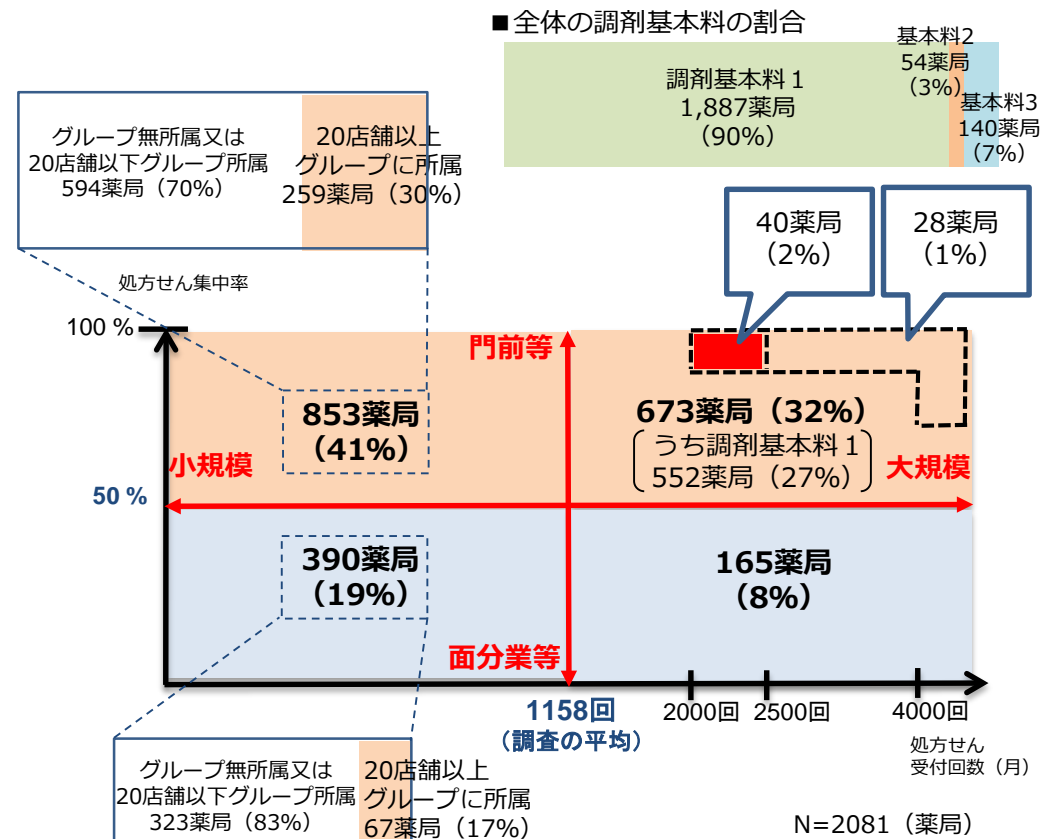 ■全体の調剤基本料の割合
調剤基本料１
1,887薬局
（90%）
基本料2
54薬局
（3%）
基本料3
140薬局
（7%）
グループ無所属又は
20店舗以下グループ所属
594薬局（70%）
20店舗以上
グループに所属
259薬局（30%）
40薬局
（2%）
28薬局
（1%）
処方せん集中率
100 %
門前等
853薬局
（41%）
673薬局（32%）
うち調剤基本料１
552薬局（27%）
小規模
大規模
50 %
390薬局
（19%）
165薬局
（8%）
面分業等
1158回
（調査の平均）
2000回
2500回
4000回
処方せん
受付回数（月）
グループ無所属又は
20店舗以下グループ所属
323薬局（83%）
20店舗以上
グループに所属
67薬局（17%）
N=2081（薬局）